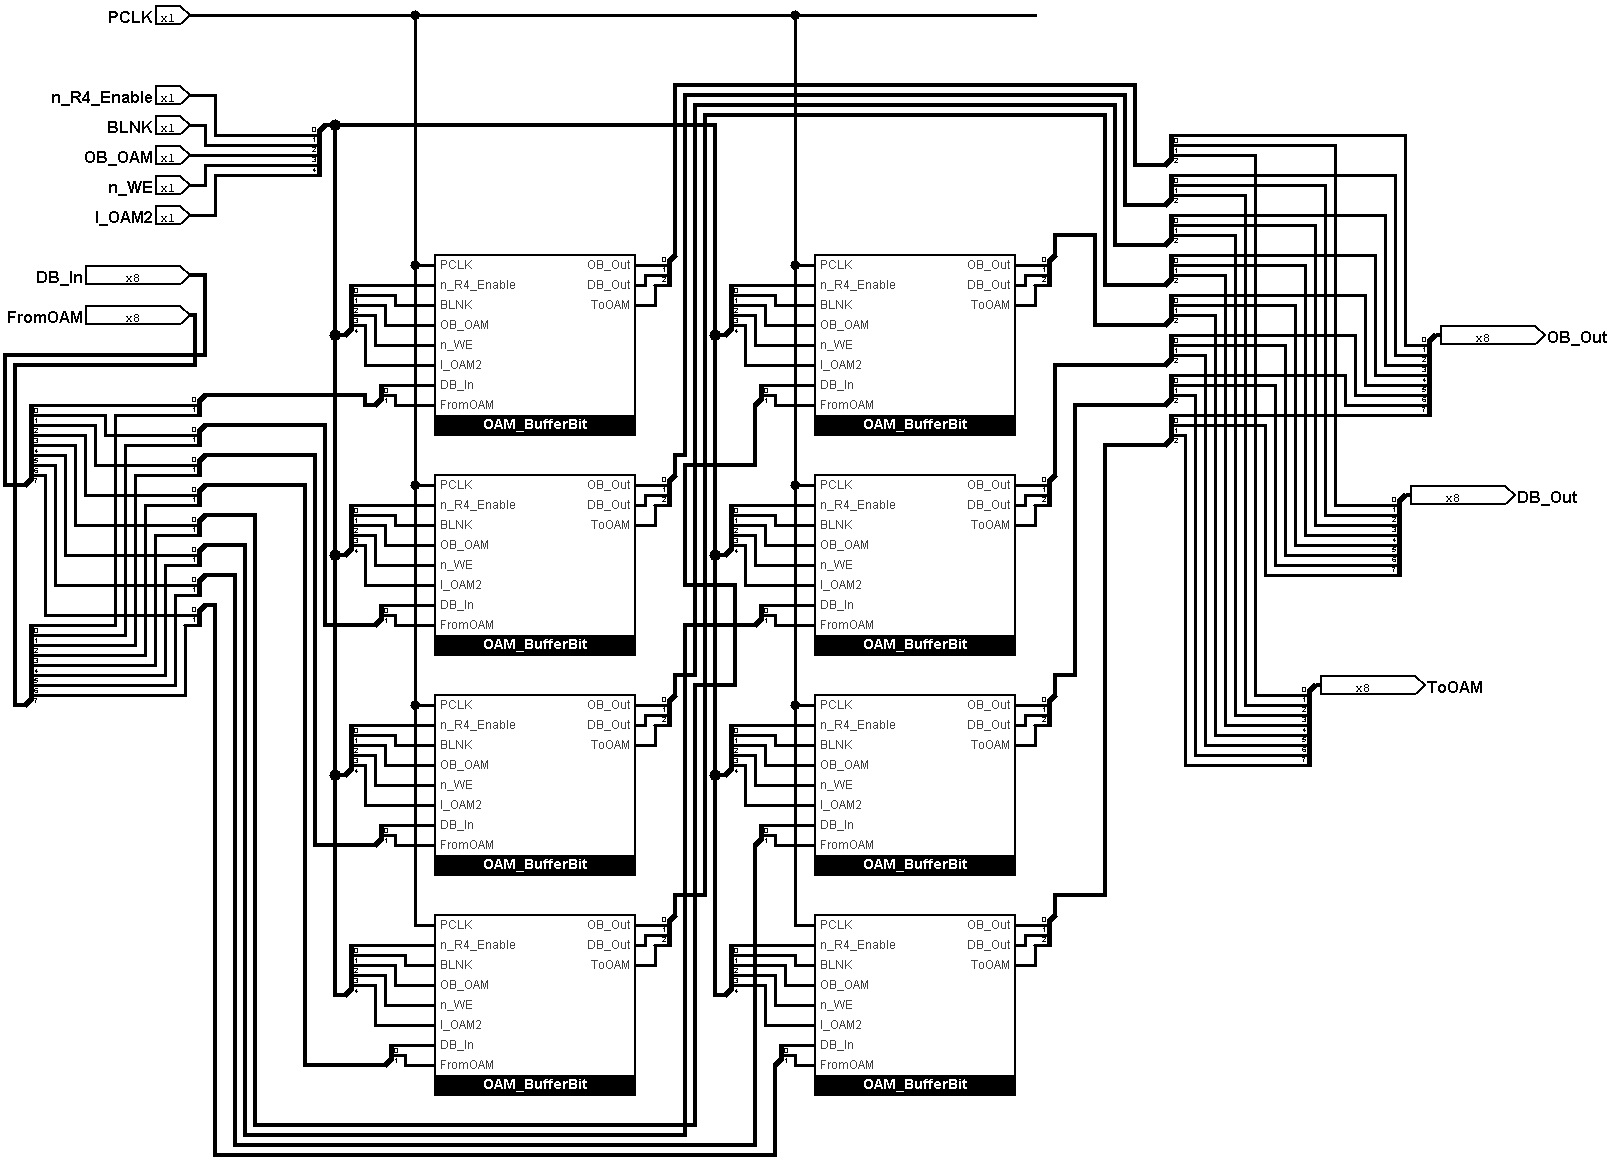 PCLK x1
n_R4_Enable x1
BLNK x1
OB_OAM x1
n_WE x1
I_OAM2 x1
DB_In x8
FromOAM x8
PCLK OB_Out
n_R4_Enable DB_Out
BLNK ToOAM
OB_OAM
n_WE
I_OAM2
DB_In
FromOAM
OAM_BufferBit
PCLK OB_Out
n_R4_Enable DB_Out
BLNK ToOAM
OB_OAM
n_WE
I_OAM2
DB_In
FromOAM
OAM_BufferBit
PCLK OB_Out
n_R4_Enable DB_Out
BLNK ToOAM
OB_OAM
n_WE
I_OAM2
DB_In
FromOAM
OAM_BufferBit
PCLK OB_Out
n_R4_Enable DB_Out
BLNK ToOAM
OB_OAM
n_WE
I_OAM2
DB_In
FromOAM
OAM_BufferBit
PCLK OB_Out
n_R4_Enable DB_Out
BLNK ToOAM
OB_OAM
n_WE
I_OAM2
DB_In
FromOAM
OAM_BufferBit
PCLK OB_Out
n_R4_Enable DB_Out
BLNK ToOAM
OB_OAM
n_WE
I_OAM2
DB_In
FromOAM
OAM_BufferBit
PCLK OB_Out
n_R4_Enable DB_Out
BLNK ToOAM
OB_OAM
n_WE
I_OAM2
DB_In
FromOAM
OAM_BufferBit
PCLK OB_Out
n_R4_Enable DB_Out
BLNK ToOAM
OB_OAM
n_WE
I_OAM2
DB_In
FromOAM
OAM_BufferBit
x8 OB_Out
x8 DB_Out
x8 ToOAM